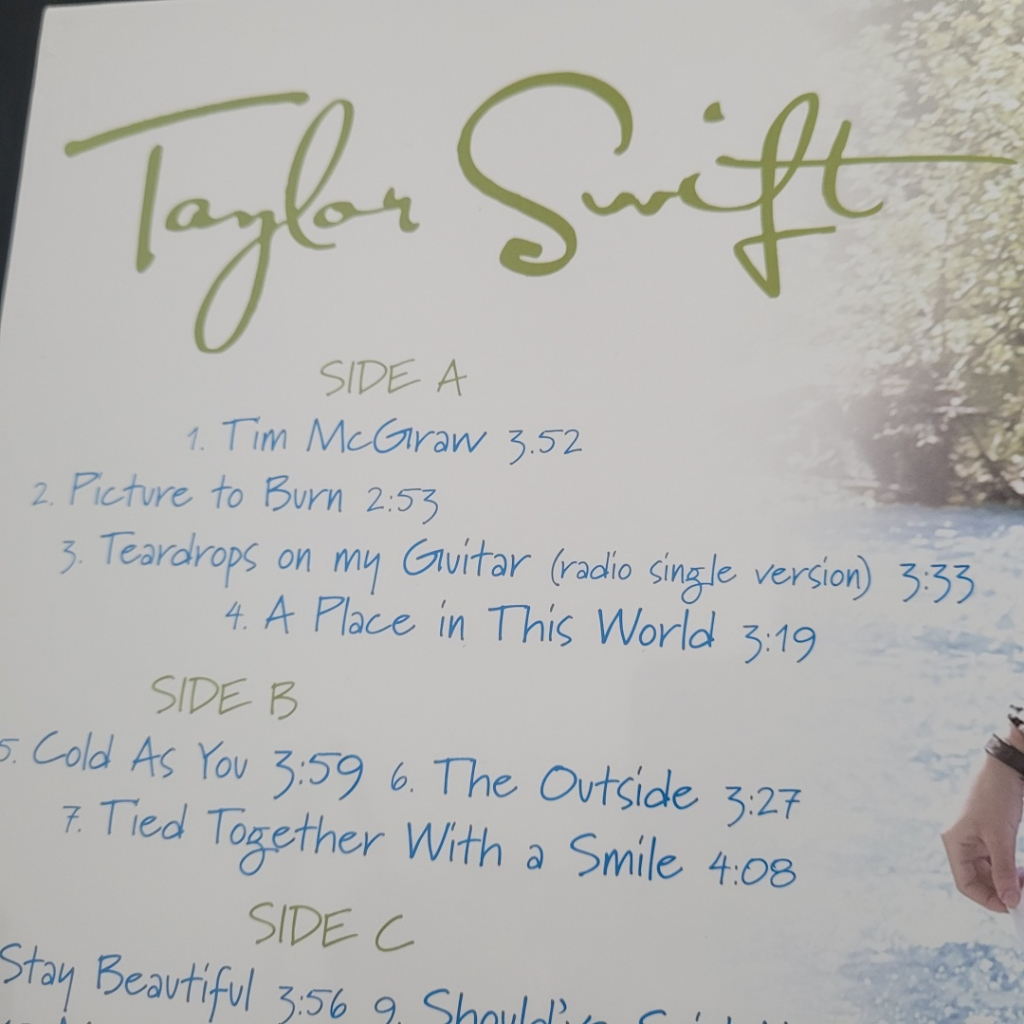 Taylor Swift
SIDE A
1. Tim McGraw 3.52
2. Picture to Burn 2:53
3. Teardrops on my Guitar (radio single version) 3:33
4. A Place in This World 3:19
SIDE B
5. Cold As You 3:59 6. The Outside 3:27
7. Tied Together With a Smile 4:08
SIDE C
Stay Beautiful 3:56 9.